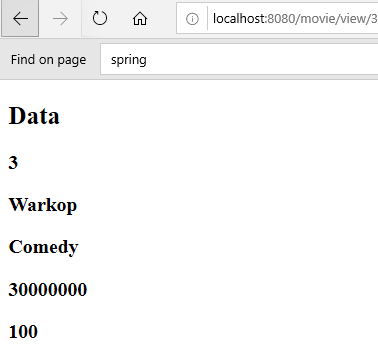 localhost:8080/movie/view/3
Find on page spring
Data
3
Warkop
Comedy
30000000
100